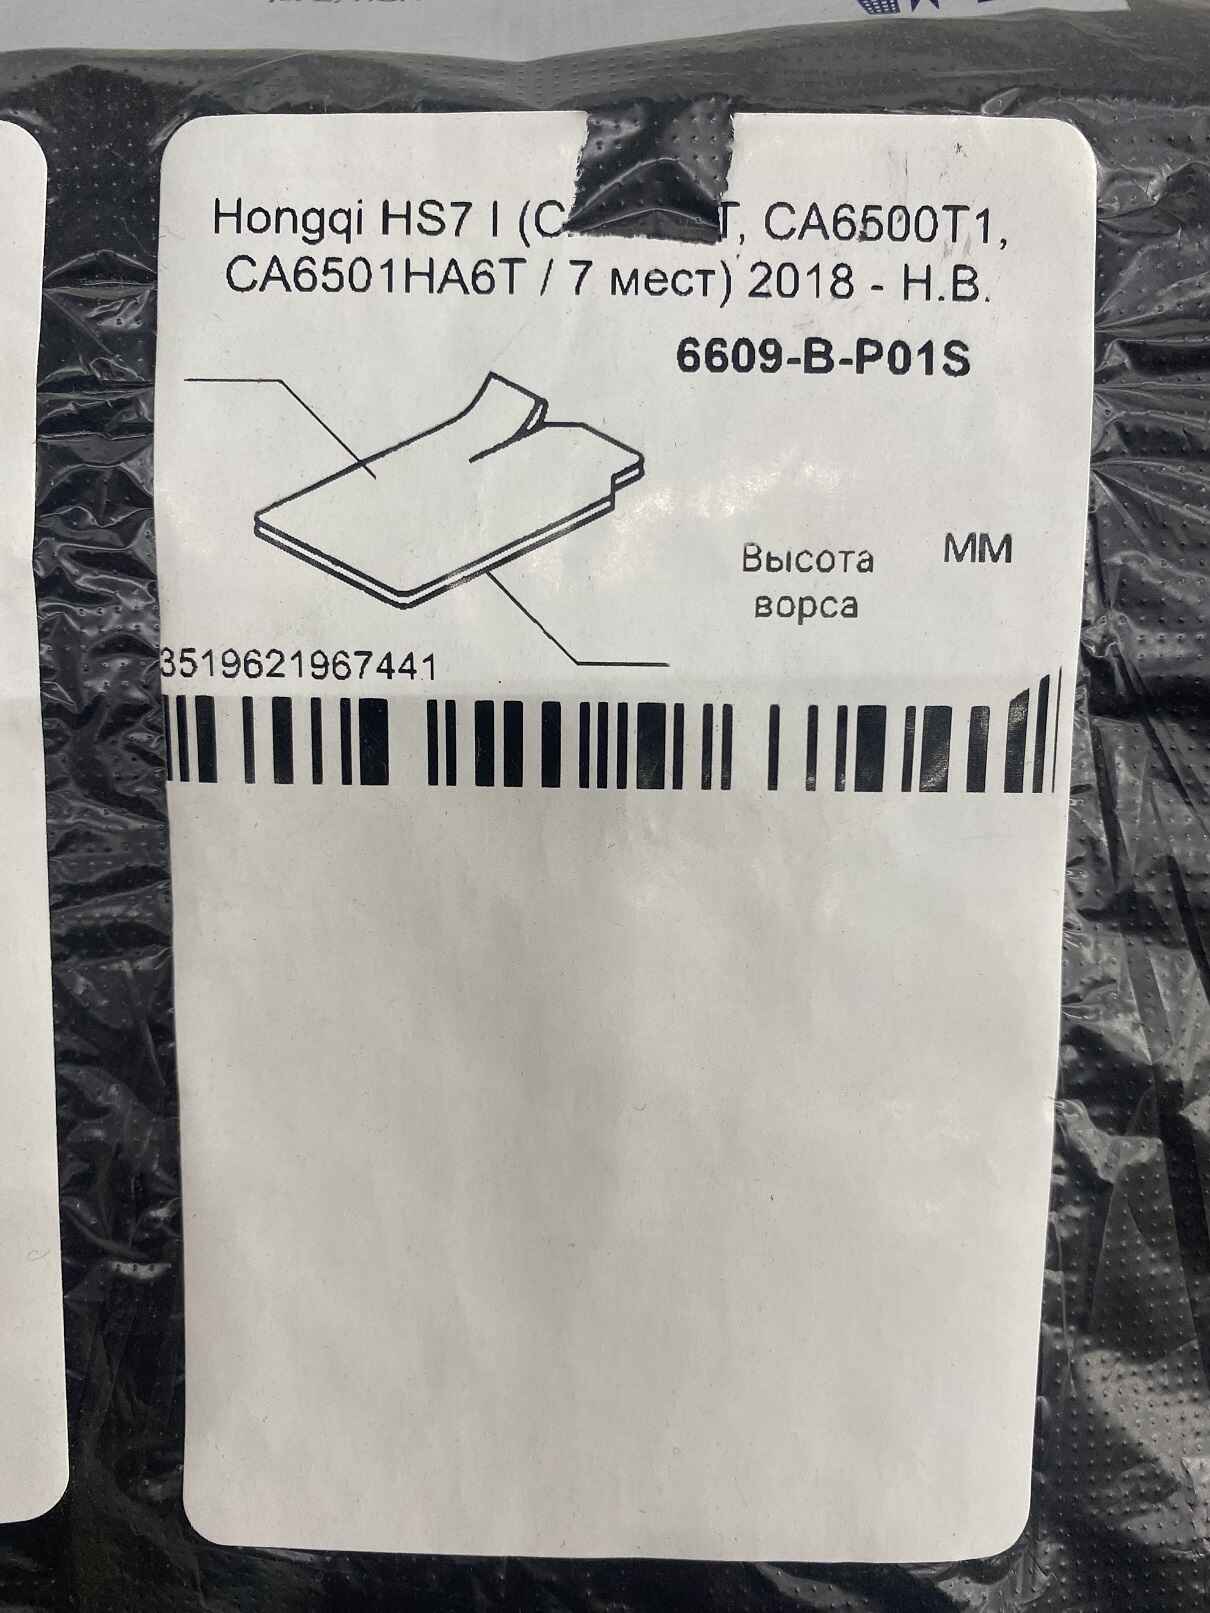 Hongqi HS7 I (C T, CA6500T1,
CA6501HA6T / 7 мест) 2018 - Н.В.
6609-B-P01S
Высота
ворса
ММ
3519621967441